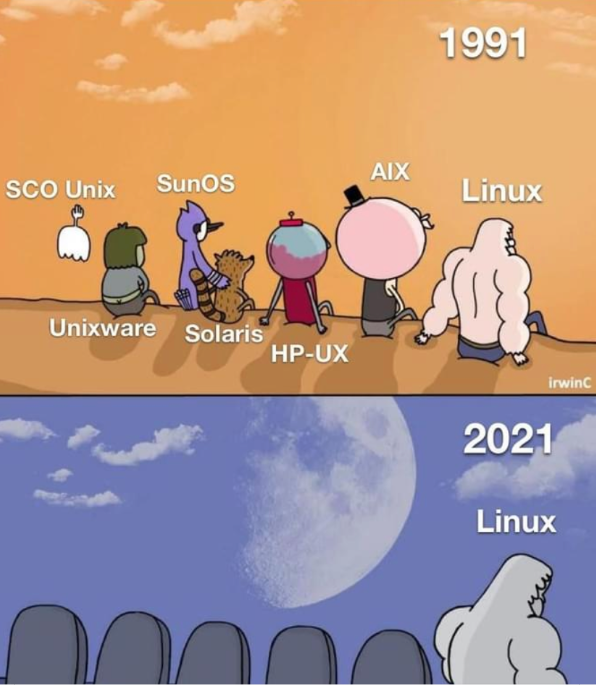 1991
SCO Unix
SunOS
AIX
Linux
Unixware
Solaris
HP-UX
irwinC
2021
Linux